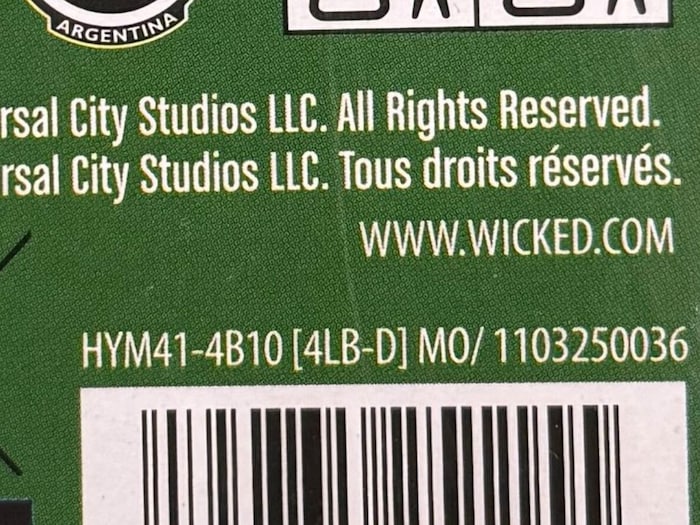 ARGENTINA
rsal City Studios LLC. All Rights Reserved.
rsal City Studios LLC. Tous droits réservés.
WWW.WICKED.COM
HYM41-4B10 [4LB-D] MO/ 1103250036